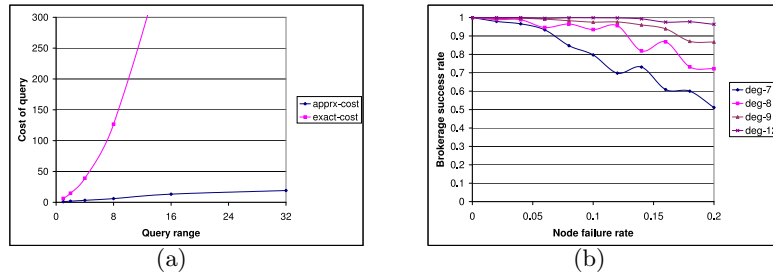 300
250
200
150
100
50
0
Cost of query
0 8 16 24 32
Query range
apprx-cost
exact-cost
(a)
1
0.9
0.8
0.7
0.6
0.5
0.4
0.3
0.2
0.1
0
Brokerage success rate
0 0.05 0.1 0.15 0.2
Node failure rate
deg-7
deg-8
deg-9
(b)